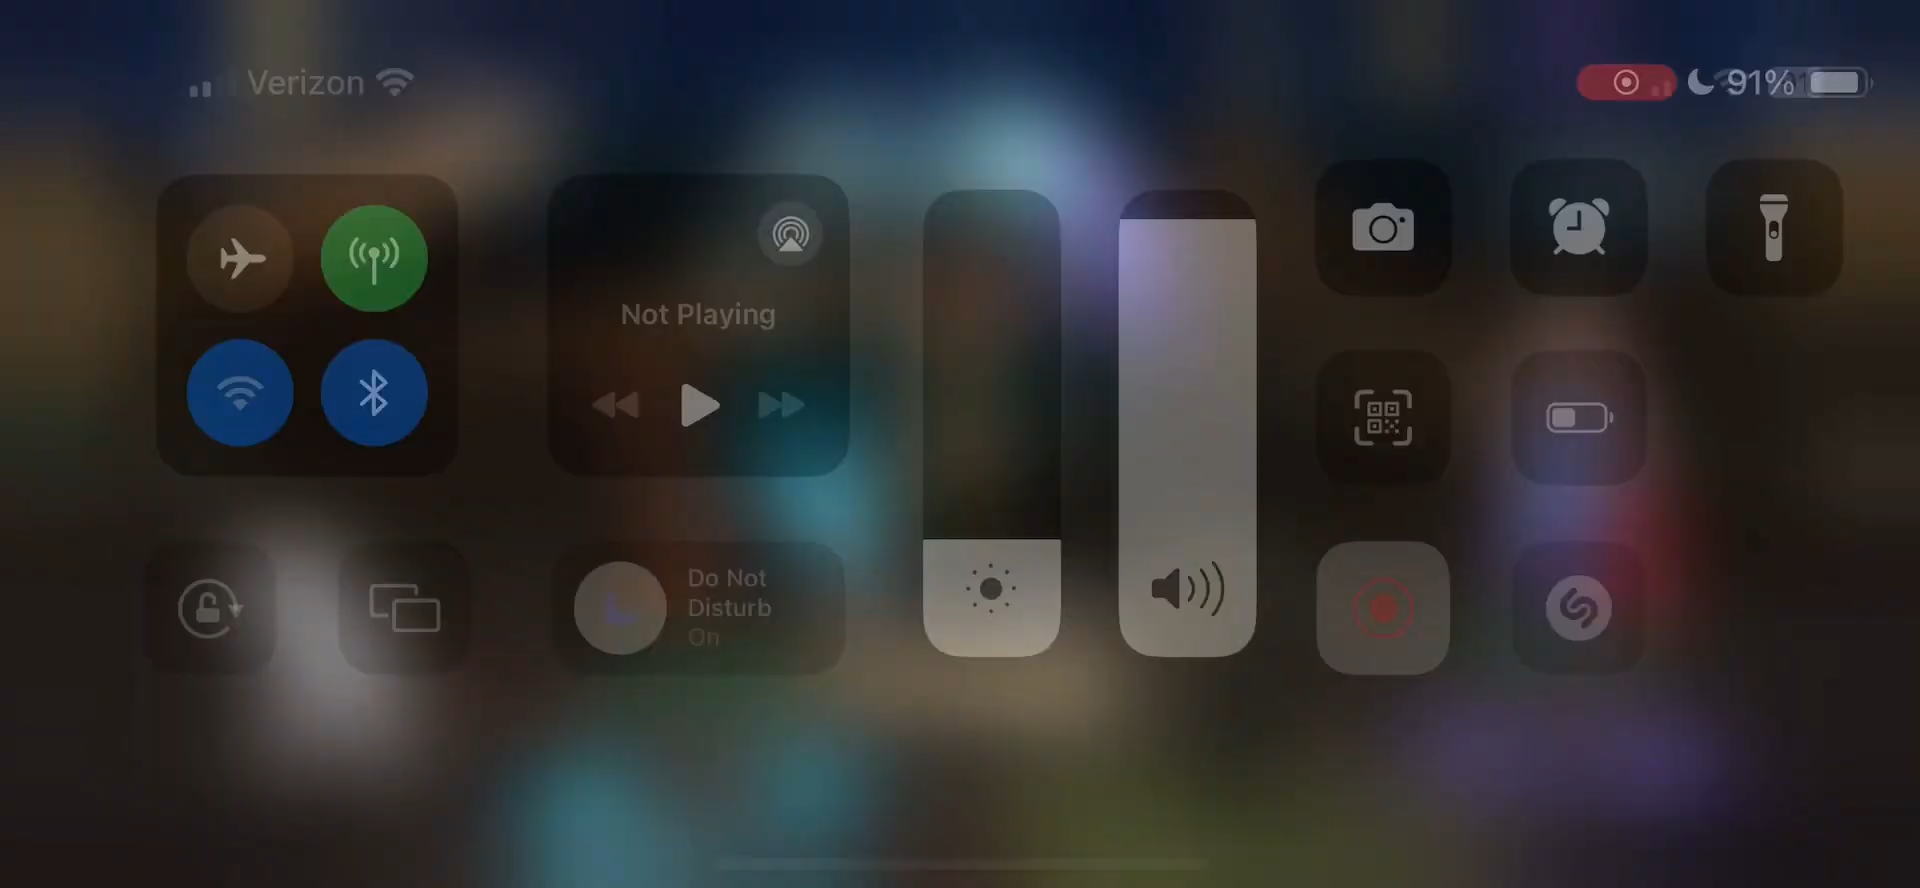 Verizon
91%
Not Playing
Do Not
Disturb
On